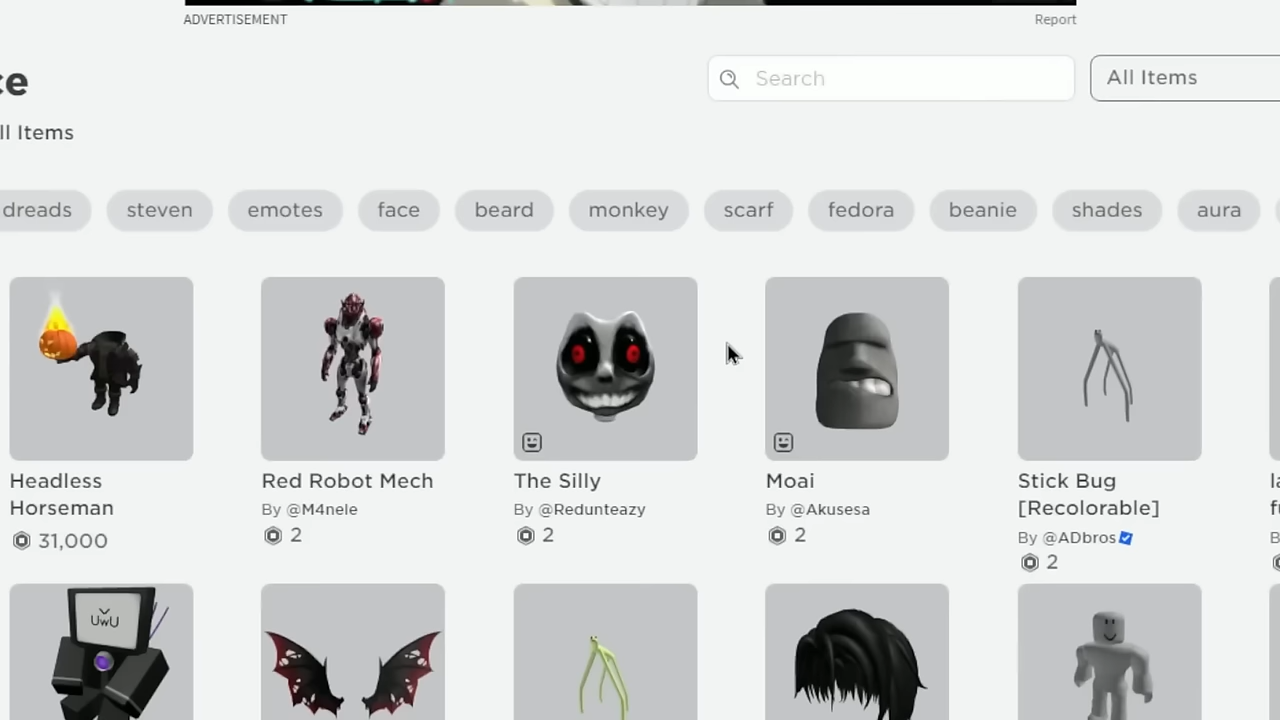 ADVERTISEMENT Report
ce
Search
All Items
ll Items
dreads steven emotes face beard monkey scarf fedora beanie shades aura
Headless
Horseman
31,000
Red Robot Mech
By @M4nele
2
The Silly
By @Redunteazy
2
Moai
By @Akusesa
2
Stick Bug
[Recolorable]
By @ADbros
2
UwU